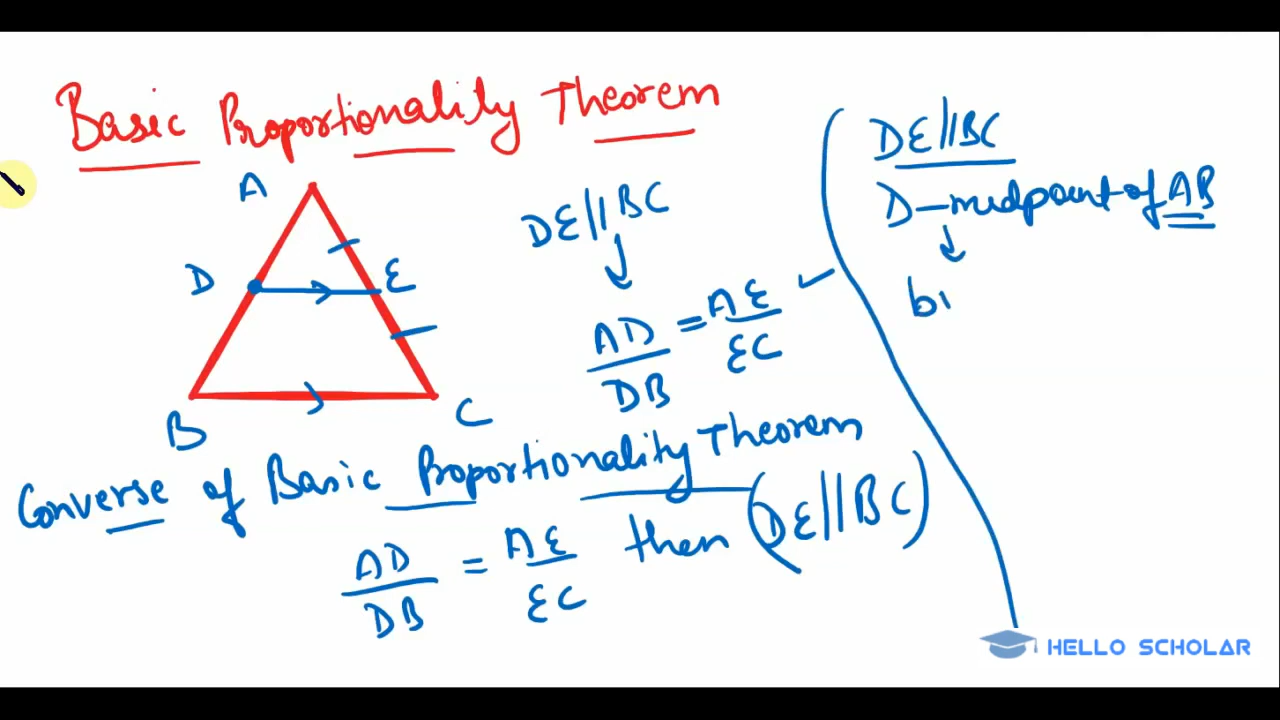 Basic Proportionality Theorem
A
D
E
B
C
DE||BC
AD/DB = AE/EC
Converse of Basic Proportionality Theorem
AD/DB = AE/EC then (DE||BC)
DE||BC
D—midpoint of AB
bi
HELLO SCHOLAR